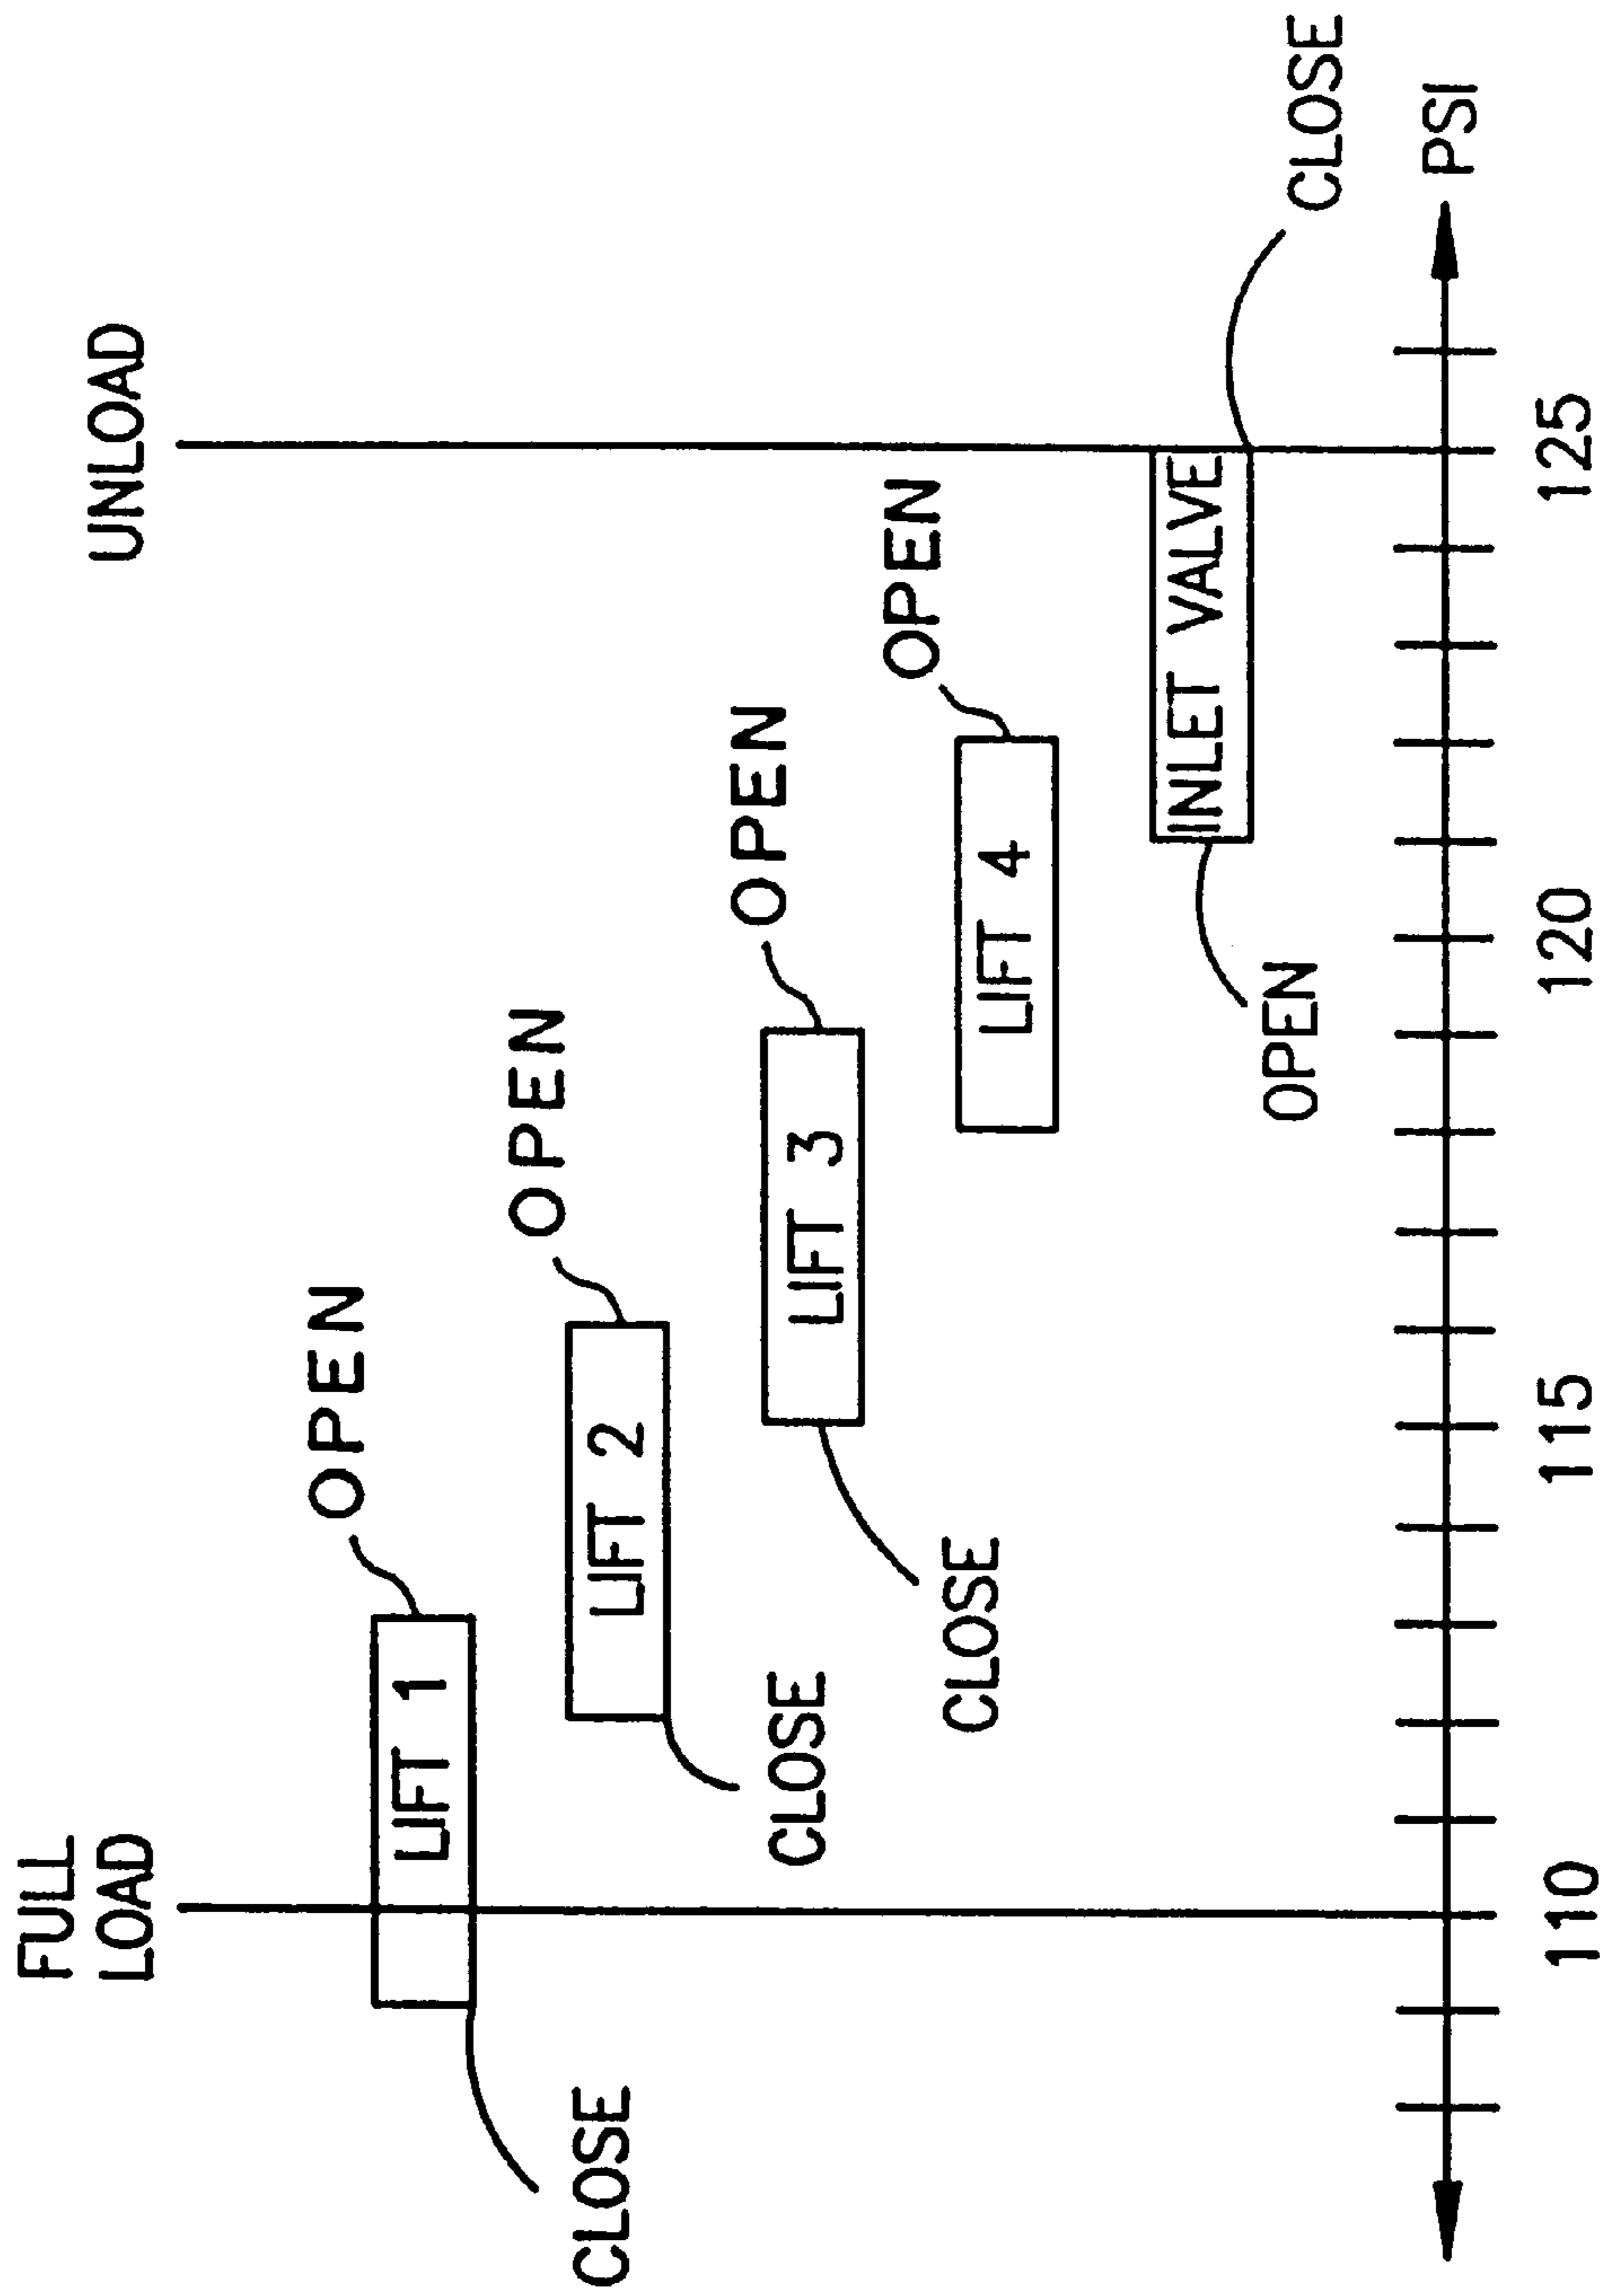 FULL
LOAD
UNLOAD
OPEN
LIFT 1
CLOSE
OPEN
LIFT 2
CLOSE
OPEN
LIFT 3
CLOSE
OPEN
LIFT 4
INLET VALVE
OPEN
CLOSE
PSI
110
115
120
125